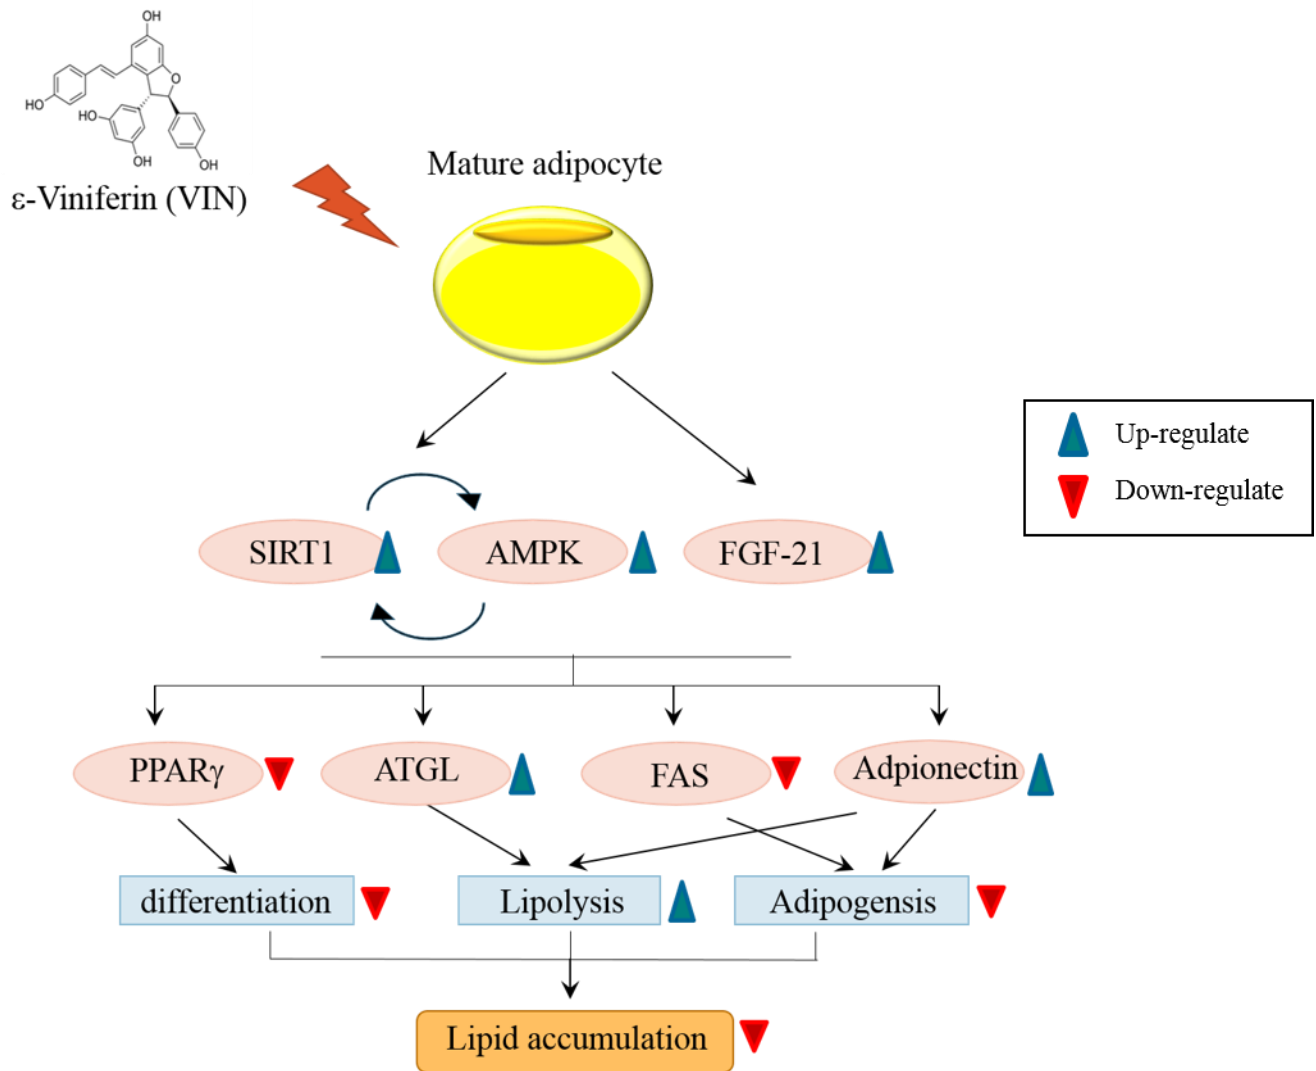 OH
O
HO
HO
OH
OH
ε-Viniferin (VIN)
Mature adipocyte
Up-regulate
Down-regulate
SIRT1
AMPK
FGF-21
PPARγ
ATGL
FAS
Adpionectin
differentiation
Lipolysis
Adipogensis
Lipid accumulation